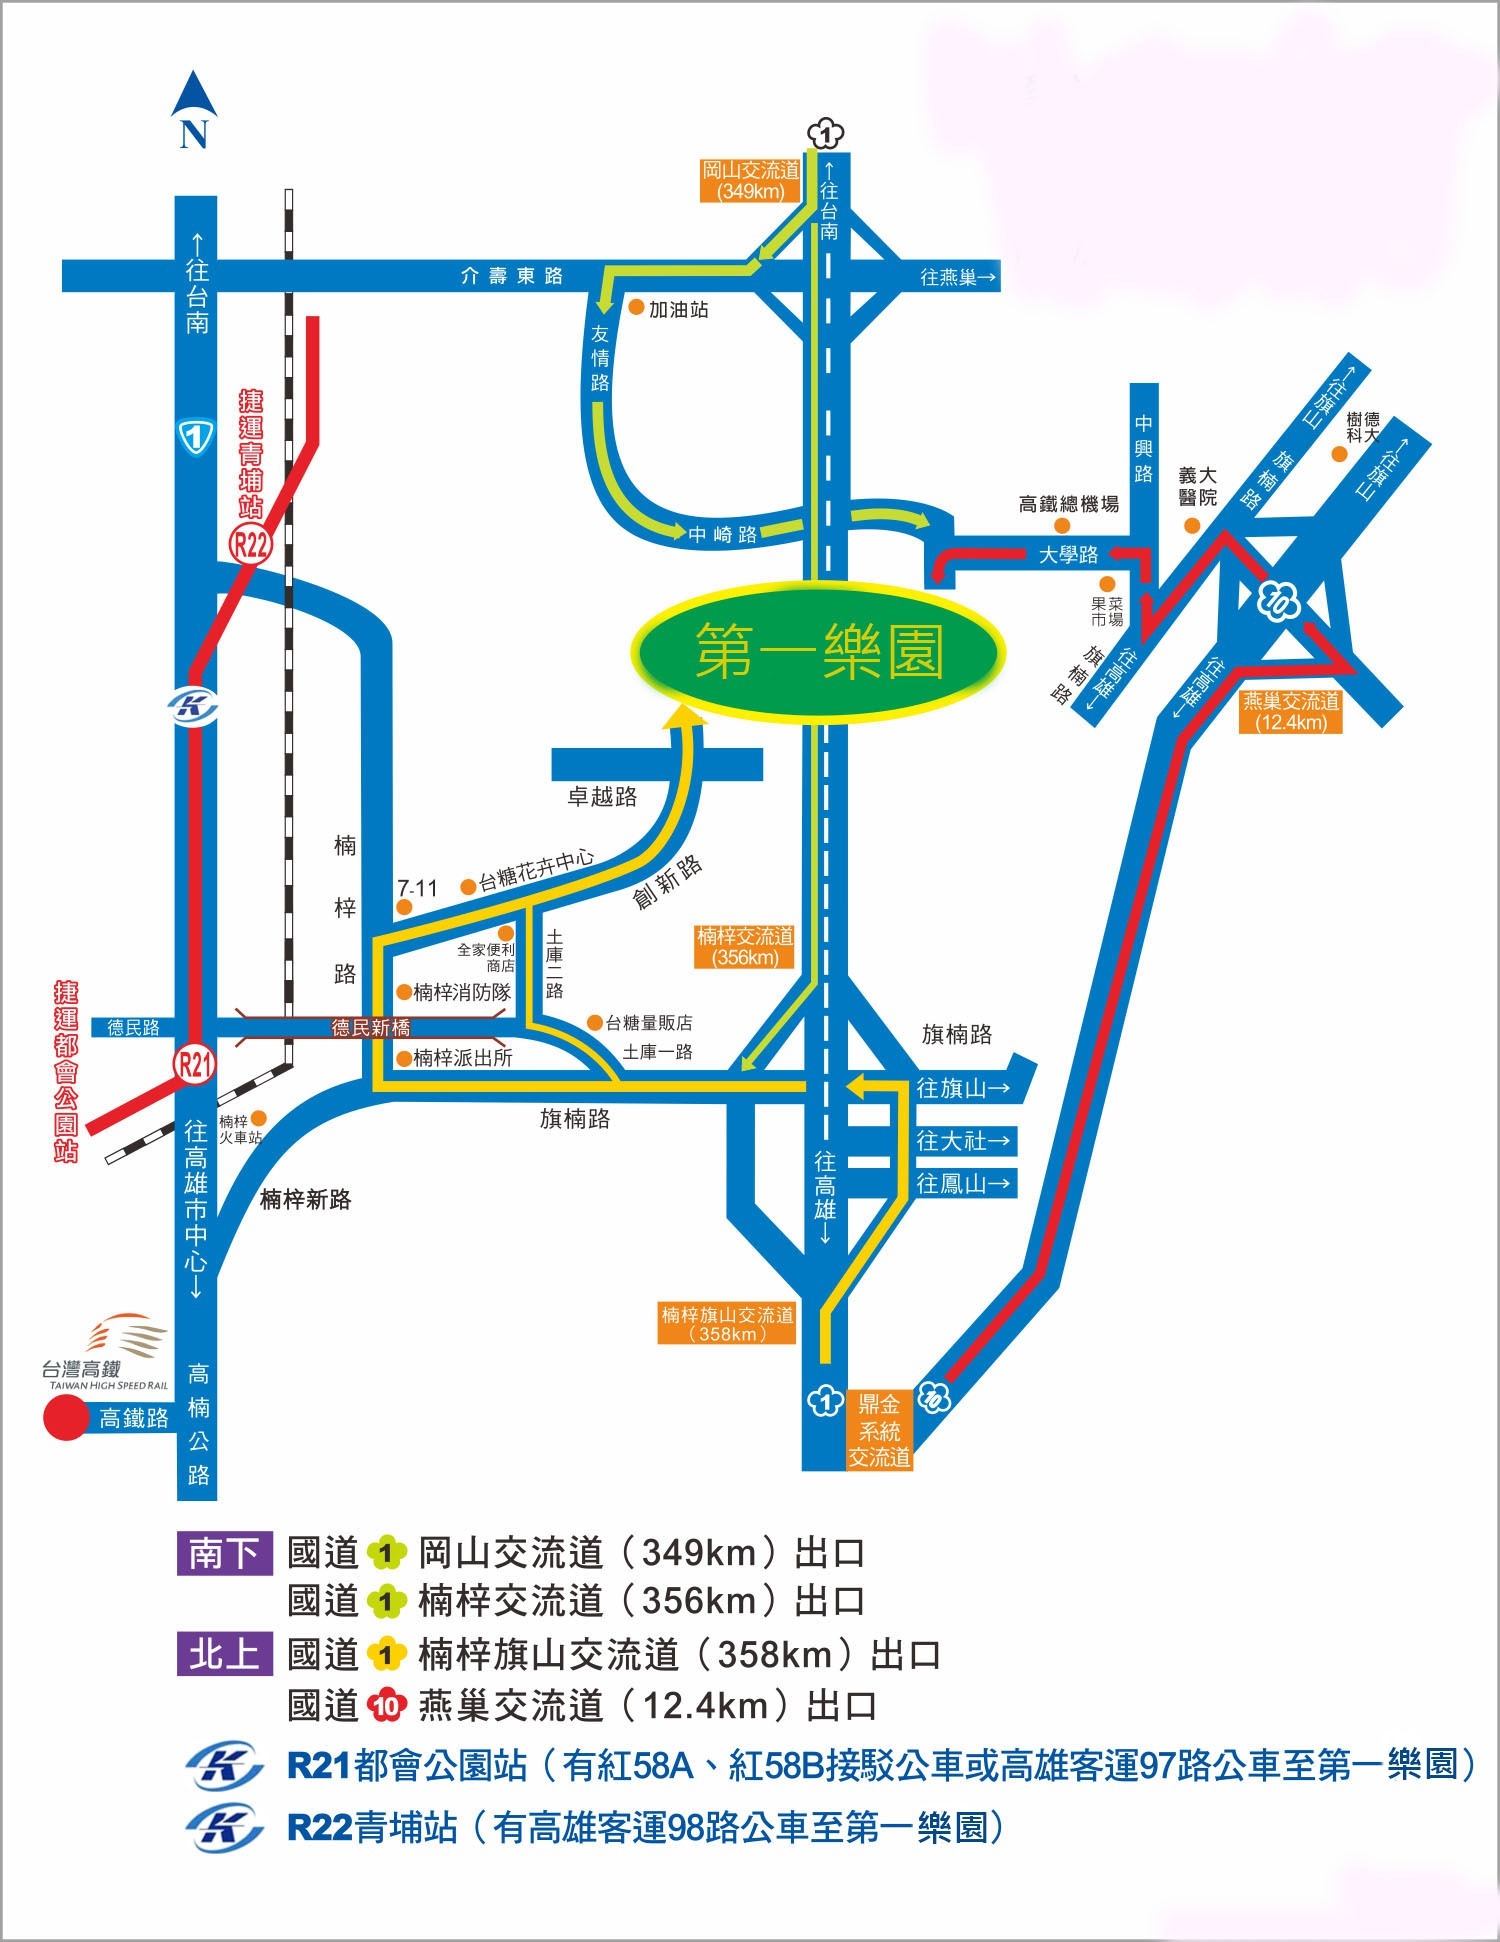 N
1
岡山交流道
(349km)
←往台南
←往台南
介壽東路
往燕巢→
加油站
友情路
捷運青埔站
1
R22
中崎路
高鐵總機場
大學路
中興路
果菜市場
義大
醫院
←往旗山
旗楠路
樹德
科大
←往旗山
10
旗楠路
往高雄→
往高雄→
燕巢交流道
(12.4km)
第一樂園
K
卓越路
創新路
台糖花卉中心
7-11
楠梓路
全家便利
商店
土庫二路
楠梓交流道
(356km)
楠梓消防隊
捷運都會公園站
德民路
德民新橋
台糖量販店
土庫一路
旗楠路
R21
楠梓派出所
往旗山→
旗楠路
楠梓
火車站
往大社→
往鳳山→
往高雄市中心→
往高雄→
楠梓新路
楠梓旗山交流道
(358km)
台灣高鐵
TAIWAN HIGH SPEED RAIL
高鐵路
高楠公路
1
鼎金
系統
交流道
10
南下 國道 1 岡山交流道（349km）出口
國道 1 楠梓交流道（356km）出口
北上 國道 1 楠梓旗山交流道（358km）出口
國道 10 燕巢交流道（12.4km）出口
K R21都會公園站（有紅58A、紅58B接駁公車或高雄客運97路公車至第一樂園）
K R22青埔站（有高雄客運98路公車至第一樂園）